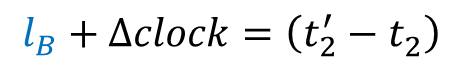 l_B + Δclock = (t′_2 − t_2)